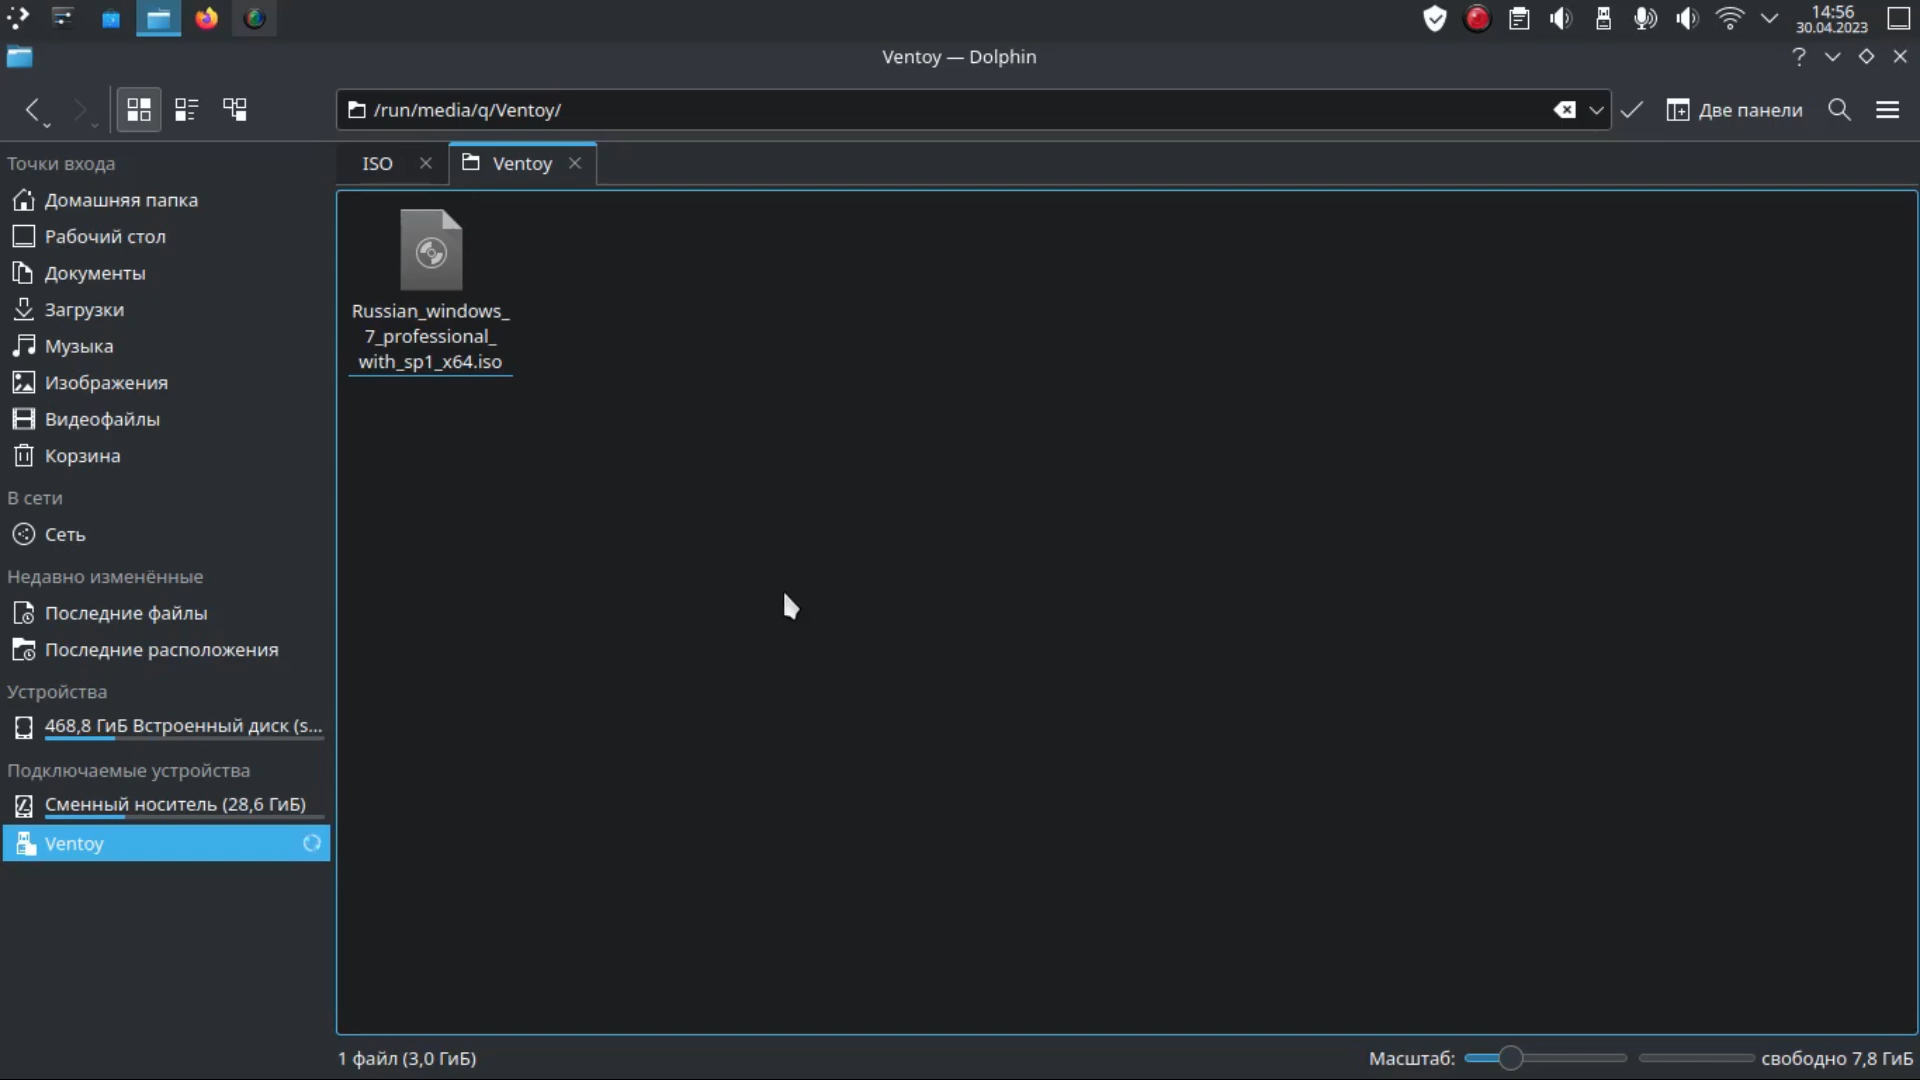 14:56
30.04.2023
Ventoy — Dolphin
?
/run/media/q/Ventoy/
Две панели
Точки входа
Домашняя папка
Рабочий стол
Документы
Загрузки
Музыка
Изображения
Видеофайлы
Корзина
В сети
Сеть
Недавно изменённые
Последние файлы
Последние расположения
Устройства
468,8 ГиБ Встроенный диск (s...
Подключаемые устройства
Сменный носитель (28,6 ГиБ)
Ventoy
ISO
Ventoy
Russian_windows_
7_professional_
with_sp1_x64.iso
1 файл (3,0 ГиБ)
Масштаб:
свободно 7,8 ГиБ